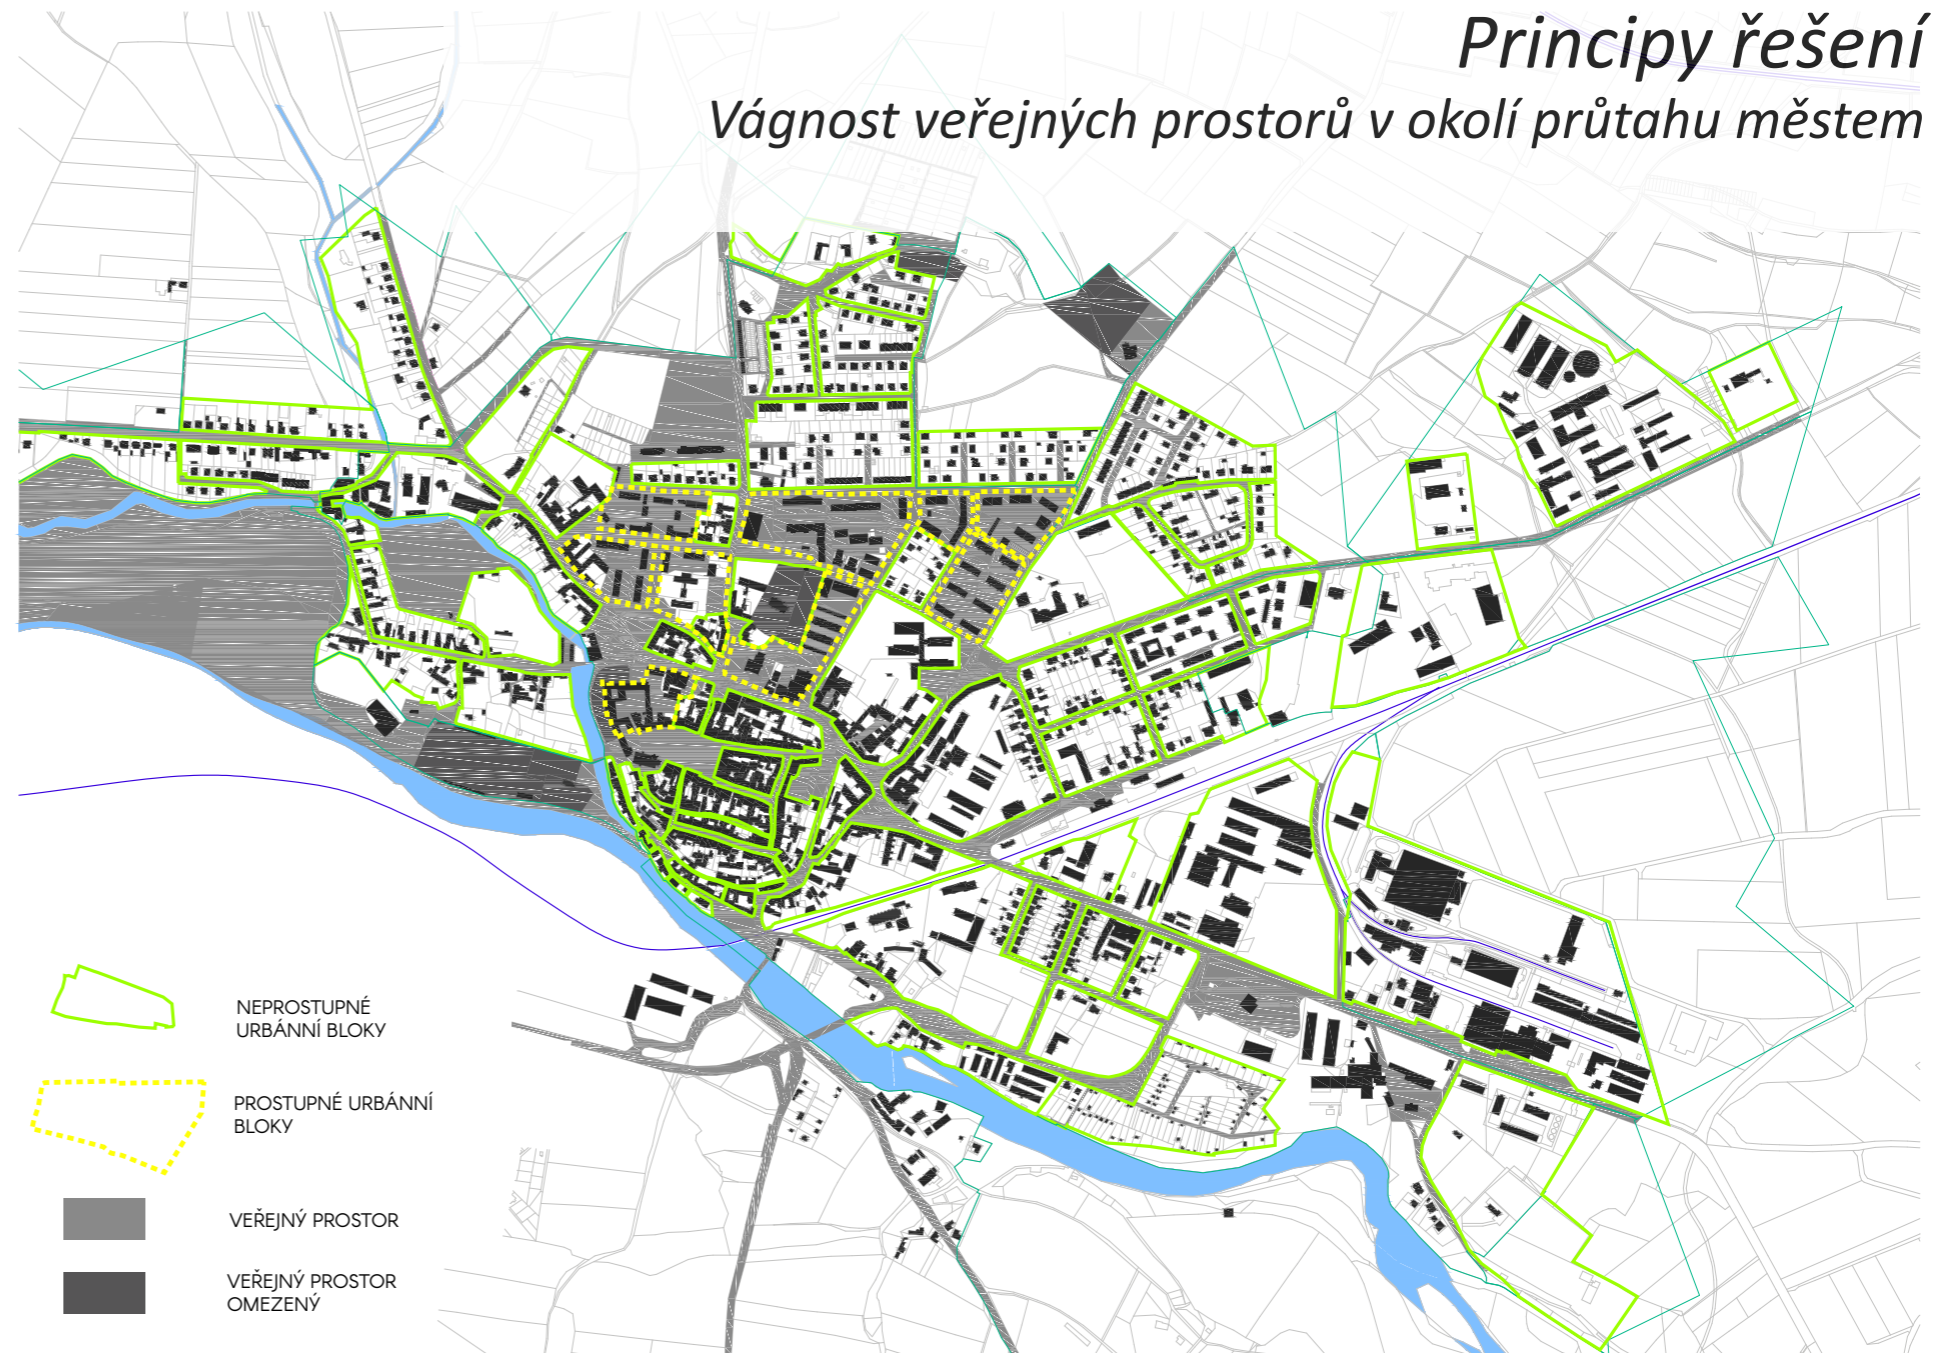 Principy řešení
Vágnost veřejných prostorů v okolí průtahu městem
NEPROSTUPNÉ
URBÁNNÍ BLOKY
PROSTUPNÉ URBÁNNÍ
BLOKY
VEŘEJNÝ PROSTOR
VEŘEJNÝ PROSTOR
OMEZENÝ